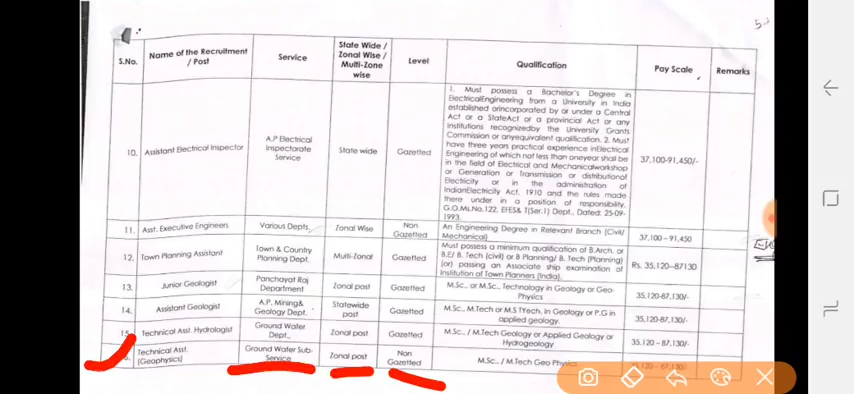 S.No.
Name of the Recruitment
/ Post
Service
State Wide /
Zonal Wise /
Multi-Zone
wise
Level
Qualification
Pay Scale
Remarks
10.
Assistant Electrical Inspector
A.P Electrical
Inspectorate
Service
State wide
Gazetted
1. Must possess a Bachelor's Degree in
ElectricalEngineering from a University in India
established orincorporated by or under a Central
Act or a StateAct or a provincial Act or any
Institutions recognizedby the University Grants
Commission or anyequivalent qualification. 2. Must
have three years practical experience inElectrical
Engineering of which not less than oneyear shall be
in the field of Electrical and Mechanicalworkshop
or Generation or Transmission or distributionof
Electricity or in the administration of
IndianElectricity Act, 1910 and the rules made
there under in a position of responsibility.
G.O.Ms.No.122, EFES& T(Ser.1) Dept., Dated: 25-09-
1993.
37,100-91,450/-
11.
Asst. Executive Engineers
Various Depts.
Zonal Wise
Non
Gazetted
An Engineering Degree in Relevant Branch (Civil/
Mechanical)
37,100 – 91,450
12.
Town Planning Assistant
Town & Country
Planning Dept.
Multi-Zonal
Gazetted
Must possess a minimum qualification of B.Arch. or
B.E/ B. Tech (civil) or B Planning/ B. Tech (Planning)
(or) passing an Associate ship examination of
Institution of Town Planners (India).
Rs. 35,120–87130
13.
Junior Geologist
Panchayat Raj
Department
Zonal post
Gazetted
M.Sc. or M.Sc., Technology in Geology or Geo-
Physics
35,120-87,130/-
14.
Assistant Geologist
A.P. Mining&
Geology Dept.
Statewide
post
Gazetted
M.Sc., M.Tech or M.S iYech. In Geology or P.G in
applied geology.
35,120-87,130/-
15.
Technical Asst. Hydrologist
Ground Water
Dept.,
Zonal post
Gazetted
M.Sc.. / M.Tech Geology or Applied Geology or
Hydrogeology
35,120 – 87,130/-
Technical Asst.
(Geophysics)
Ground Water Sub-
Service
Zonal post
Non
Gazetted
M.Sc.. / M.Tech Geo